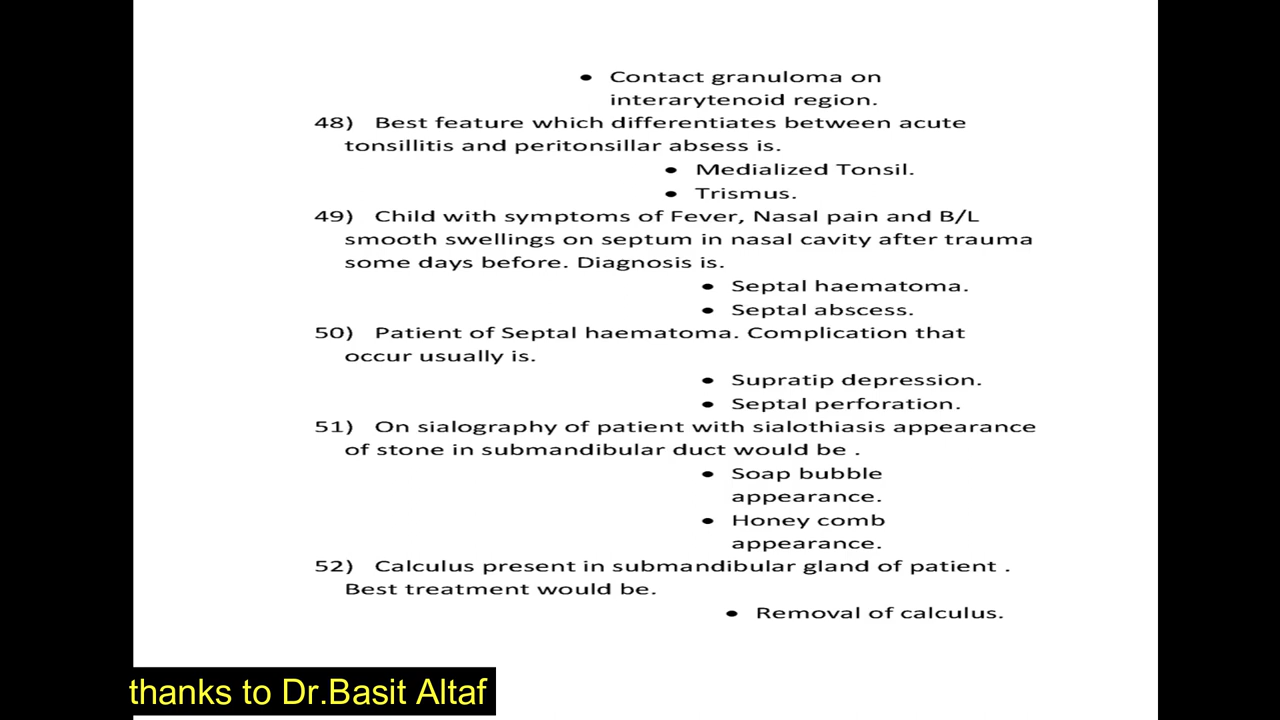 • Contact granuloma on
interarytenoid region.
48) Best feature which differentiates between acute
tonsillitis and peritonsillar absess is.
• Medialized Tonsil.
• Trismus.
49) Child with symptoms of Fever, Nasal pain and B/L
smooth swellings on septum in nasal cavity after trauma
some days before. Diagnosis is.
• Septal haematoma.
• Septal abscess.
50) Patient of Septal haematoma. Complication that
occur usually is.
• Supratip depression.
• Septal perforation.
51) On sialography of patient with sialothiasis appearance
of stone in submandibular duct would be .
• Soap bubble
appearance.
• Honey comb
appearance.
52) Calculus present in submandibular gland of patient .
Best treatment would be.
• Removal of calculus.
thanks to Dr.Basit Altaf